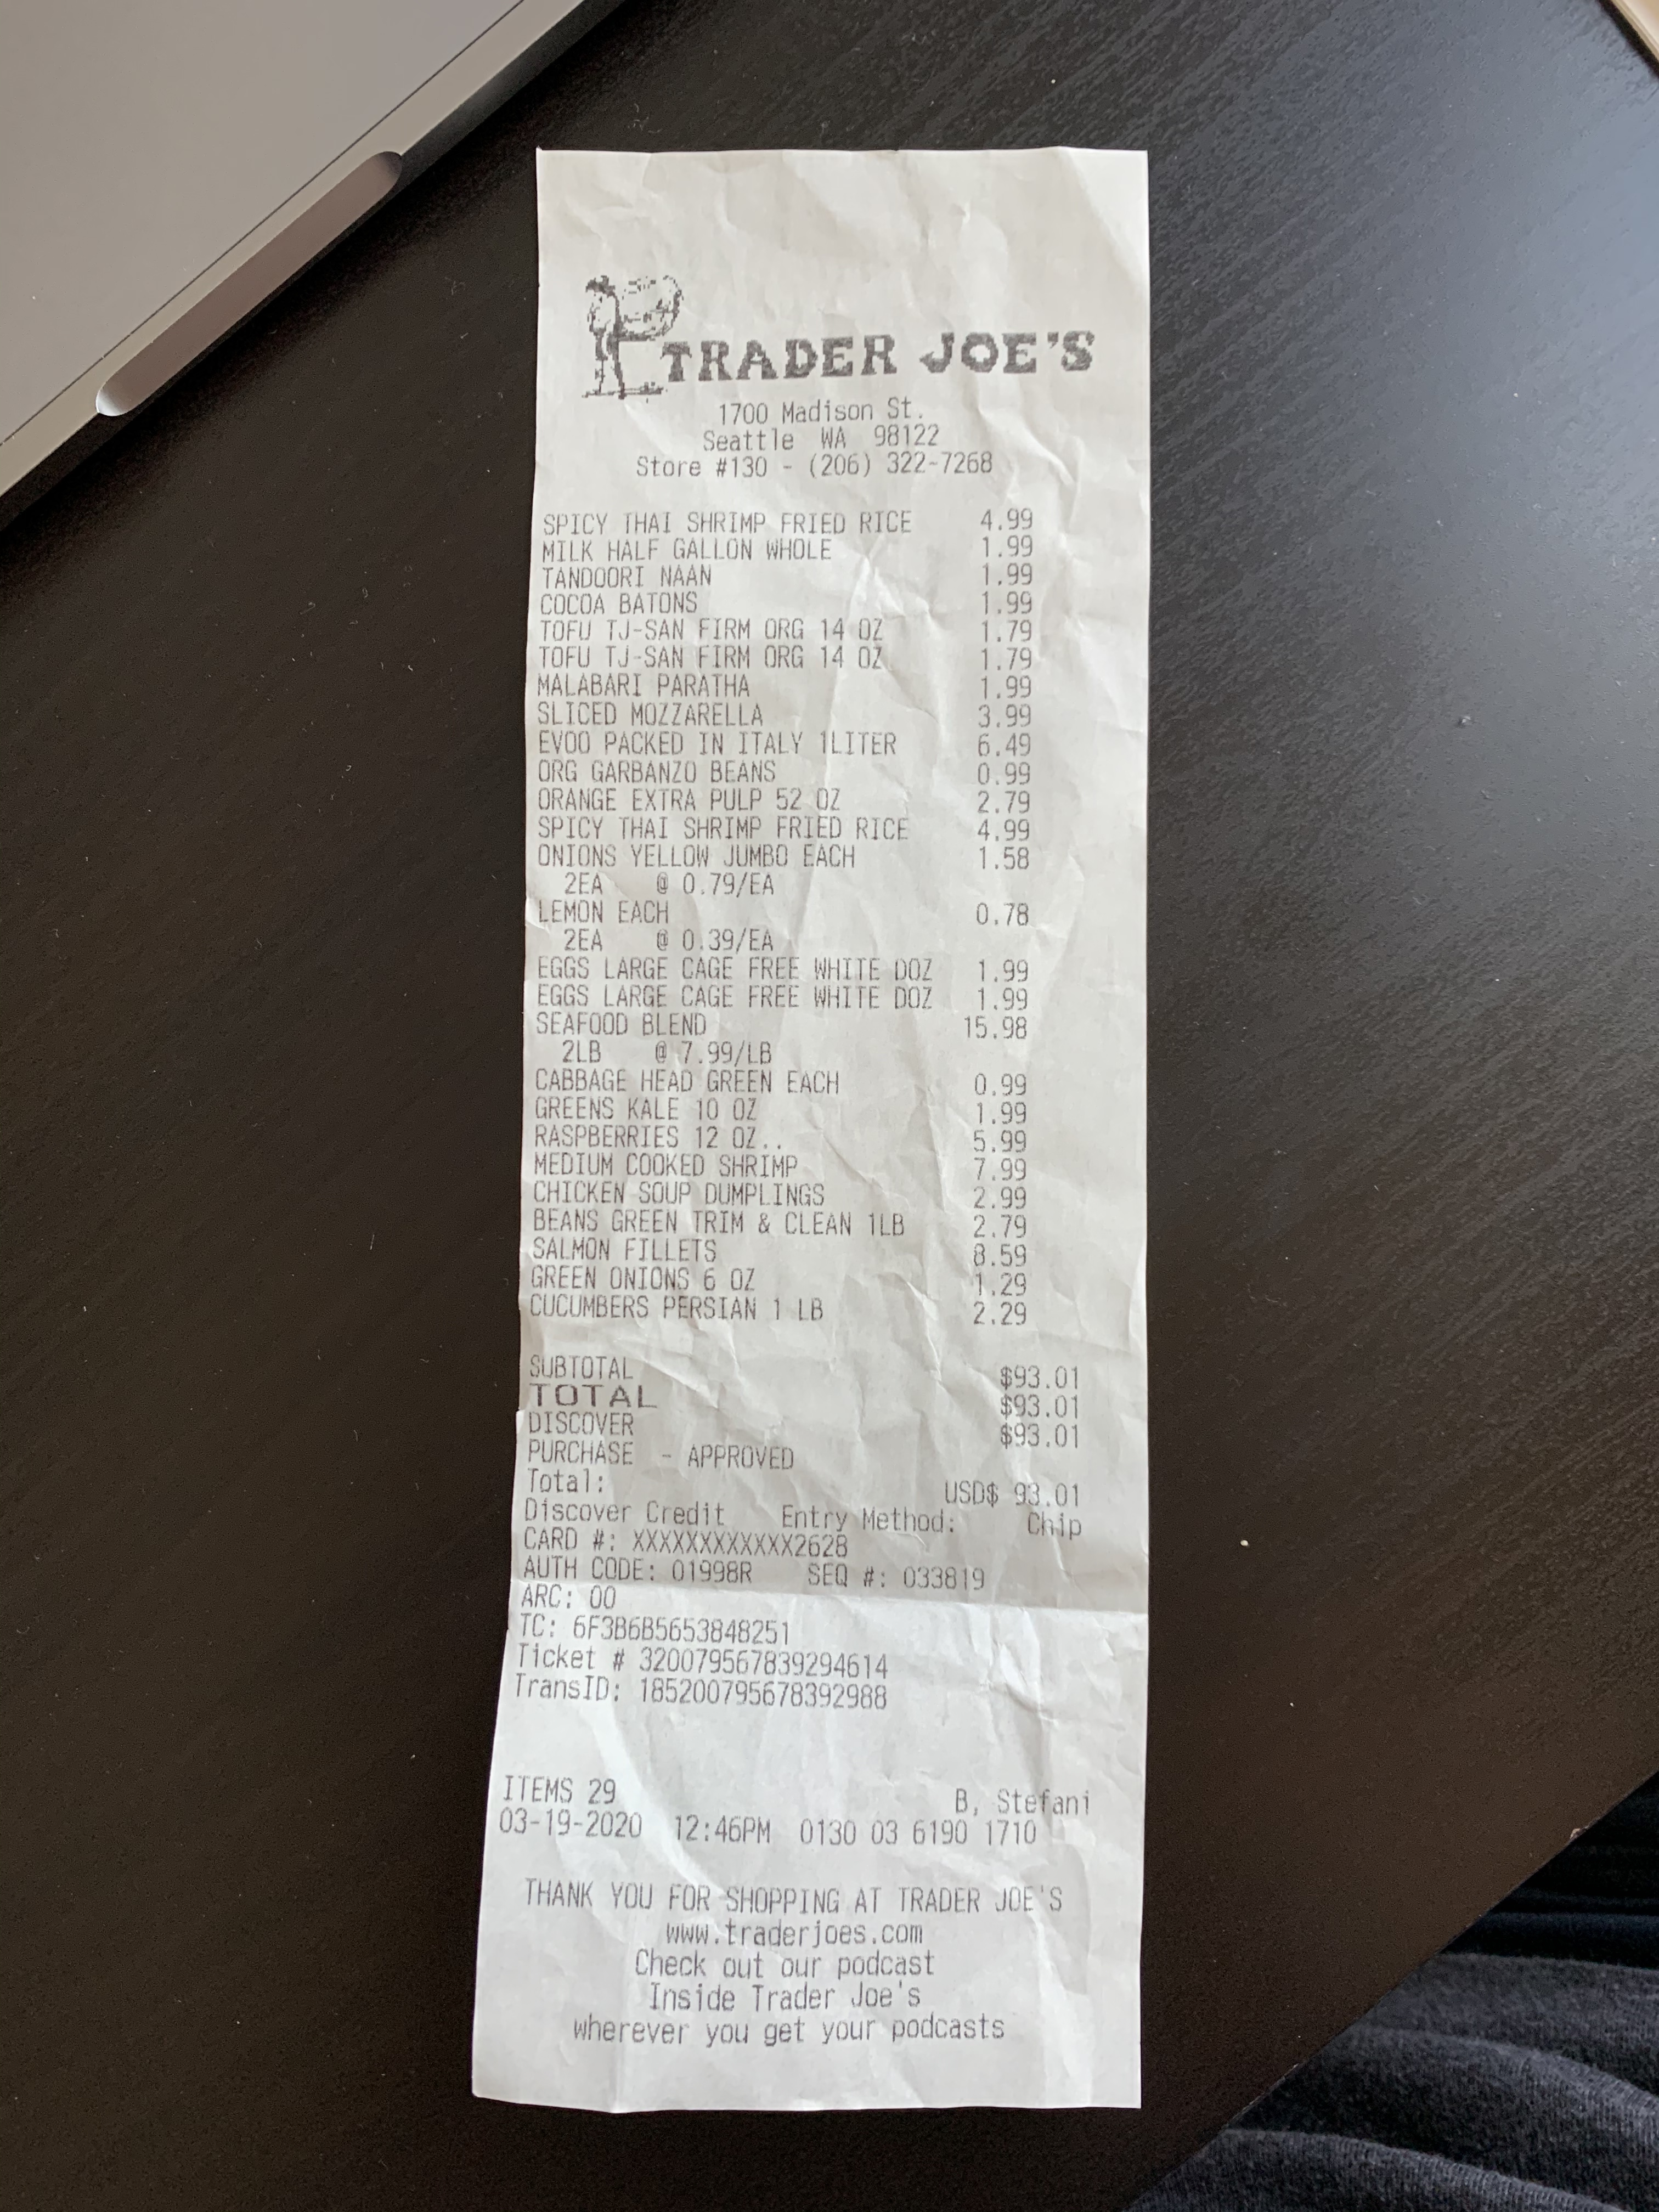 TRADER JOE'S
1700 Madison St.
Seattle WA 98122
Store #130 - (206) 322-7268
SPICY THAI SHRIMP FRIED RICE 4.99
MILK HALF GALLON WHOLE 1.99
TANDOORI NAAN 1.99
COCOA BATONS 1.99
TOFU TJ-SAN FIRM ORG 14 OZ 1.79
TOFU TJ-SAN FIRM ORG 14 OZ 1.79
MALABARI PARATHA 1.99
SLICED MOZZARELLA 3.99
EVOO PACKED IN ITALY 1LITER 6.49
ORG GARBANZO BEANS 0.99
ORANGE EXTRA PULP 52 OZ 2.79
SPICY THAI SHRIMP FRIED RICE 4.99
ONIONS YELLOW JUMBO EACH 1.58
2EA @ 0.79/EA
LEMON EACH 0.78
2EA @ 0.39/EA
EGGS LARGE CAGE FREE WHITE DOZ 1.99
EGGS LARGE CAGE FREE WHITE DOZ 1.99
SEAFOOD BLEND 15.98
2LB @ 7.99/LB
CABBAGE HEAD GREEN EACH 0.99
GREENS KALE 10 OZ 1.99
RASPBERRIES 12 OZ.. 5.99
MEDIUM COOKED SHRIMP 7.99
CHICKEN SOUP DUMPLINGS 2.99
BEANS GREEN TRIM & CLEAN 1LB 2.79
SALMON FILLETS 8.59
GREEN ONIONS 6 OZ 1.29
CUCUMBERS PERSIAN 1 LB 2.29
SUBTOTAL $93.01
TOTAL $93.01
DISCOVER $93.01
PURCHASE - APPROVED
Total: USD$ 93.01
Discover Credit Entry Method: Chip
CARD #: XXXXXXXXXXXX2628
AUTH CODE: 01998R SEQ #: 033819
ARC: 00
TC: 6F3B6B5653848251
Ticket # 320079567839294614
TransID: 185200795678392988
ITEMS 29 B, Stefani
03-19-2020 12:46PM 0130 03 6190 1710
THANK YOU FOR SHOPPING AT TRADER JOE'S
www.traderjoes.com
Check out our podcast
Inside Trader Joe's
wherever you get your podcasts